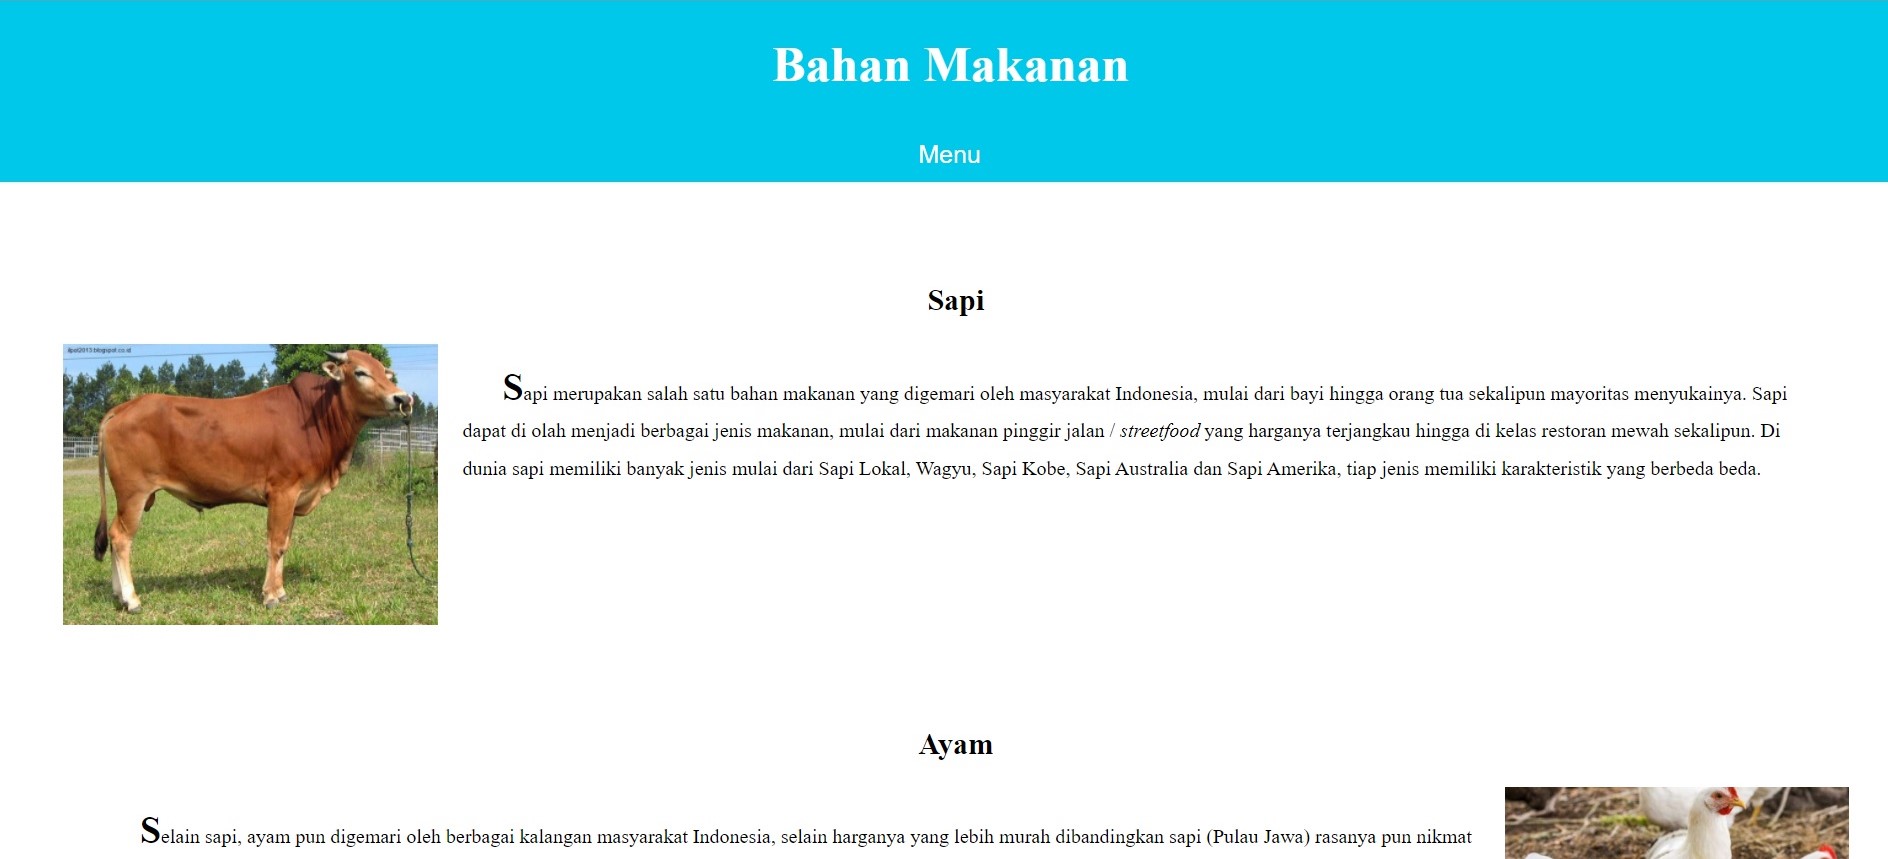 Bahan Makanan
Menu
Sapi
Sapi merupakan salah satu bahan makanan yang digemari oleh masyarakat Indonesia, mulai dari bayi hingga orang tua sekalipun mayoritas menyukainya. Sapi
dapat di olah menjadi berbagai jenis makanan, mulai dari makanan pinggir jalan / streetfood yang harganya terjangkau hingga di kelas restoran mewah sekalipun. Di
dunia sapi memiliki banyak jenis mulai dari Sapi Lokal, Wagyu, Sapi Kobe, Sapi Australia dan Sapi Amerika, tiap jenis memiliki karakteristik yang berbeda beda.
Ayam
Selain sapi, ayam pun digemari oleh berbagai kalangan masyarakat Indonesia, selain harganya yang lebih murah dibandingkan sapi (Pulau Jawa) rasanya pun nikmat